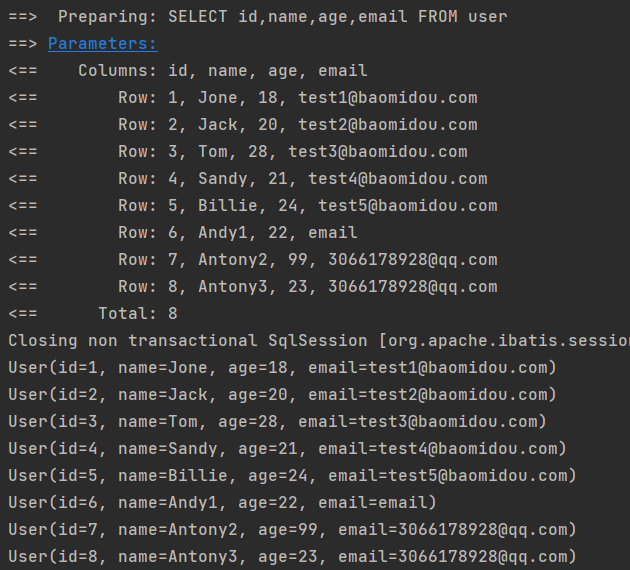 ==>  Preparing: SELECT id,name,age,email FROM user
==> Parameters:
<==    Columns: id, name, age, email
<==        Row: 1, Jone, 18, test1@baomidou.com
<==        Row: 2, Jack, 20, test2@baomidou.com
<==        Row: 3, Tom, 28, test3@baomidou.com
<==        Row: 4, Sandy, 21, test4@baomidou.com
<==        Row: 5, Billie, 24, test5@baomidou.com
<==        Row: 6, Andy1, 22, email
<==        Row: 7, Antony2, 99, 3066178928@qq.com
<==        Row: 8, Antony3, 23, 3066178928@qq.com
<==      Total: 8
Closing non transactional SqlSession [org.apache.ibatis.session
User(id=1, name=Jone, age=18, email=test1@baomidou.com)
User(id=2, name=Jack, age=20, email=test2@baomidou.com)
User(id=3, name=Tom, age=28, email=test3@baomidou.com)
User(id=4, name=Sandy, age=21, email=test4@baomidou.com)
User(id=5, name=Billie, age=24, email=test5@baomidou.com)
User(id=6, name=Andy1, age=22, email=email)
User(id=7, name=Antony2, age=99, email=3066178928@qq.com)
User(id=8, name=Antony3, age=23, email=3066178928@qq.com)